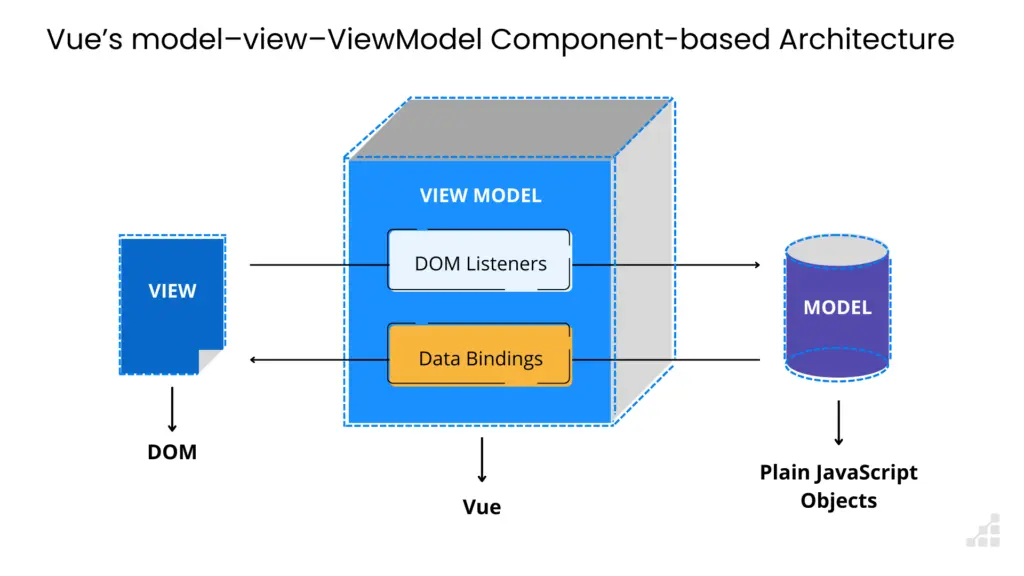 Vue’s model–view–ViewModel Component-based Architecture
VIEW MODEL
DOM Listeners
VIEW
MODEL
Data Bindings
DOM
Vue
Plain JavaScript
Objects